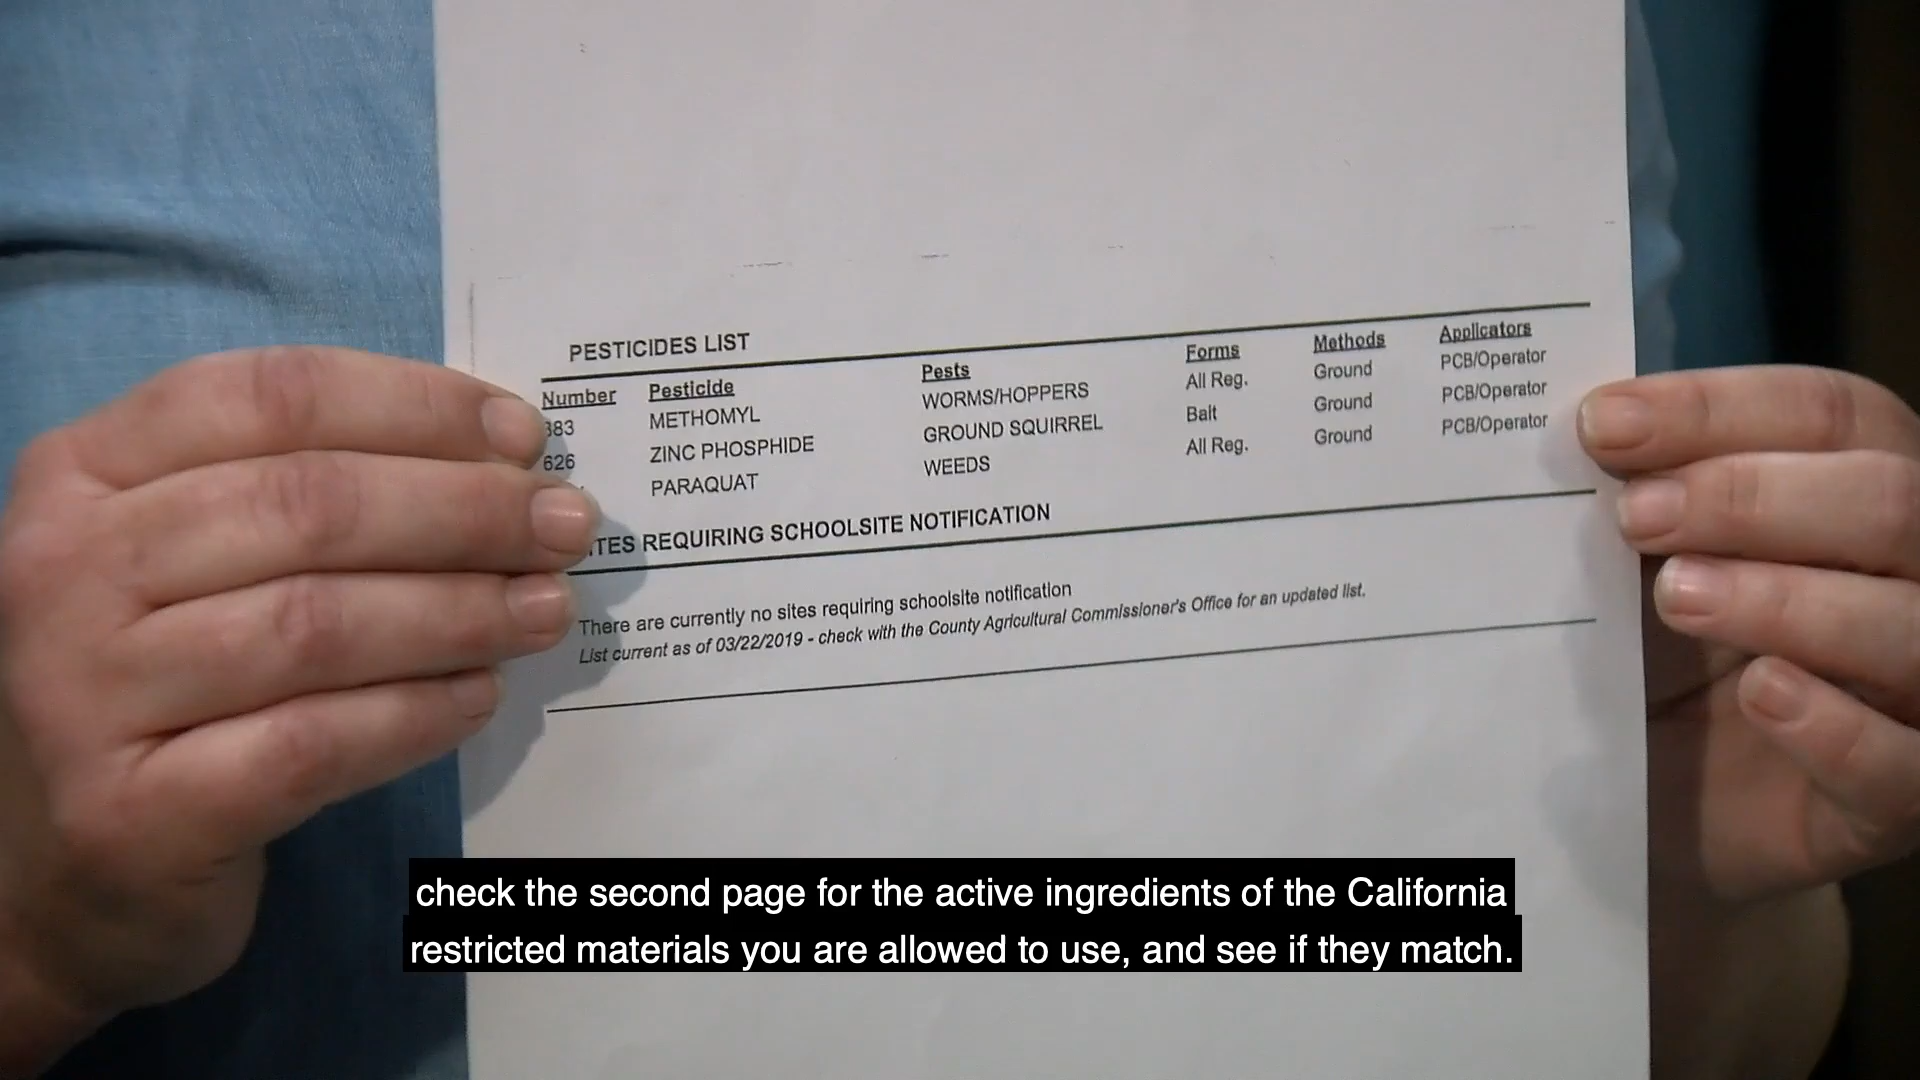 PESTICIDES LIST
Number Pesticide Pests Forms Methods Applicators
383 METHOMYL WORMS/HOPPERS All Reg. Ground PCB/Operator
626 ZINC PHOSPHIDE GROUND SQUIRREL Bait Ground PCB/Operator
PARAQUAT WEEDS All Reg. Ground PCB/Operator
SITES REQUIRING SCHOOLSITE NOTIFICATION
There are currently no sites requiring schoolsite notification
List current as of 03/22/2019 - check with the County Agricultural Commissioner's Office for an updated list.
check the second page for the active ingredients of the California
restricted materials you are allowed to use, and see if they match.